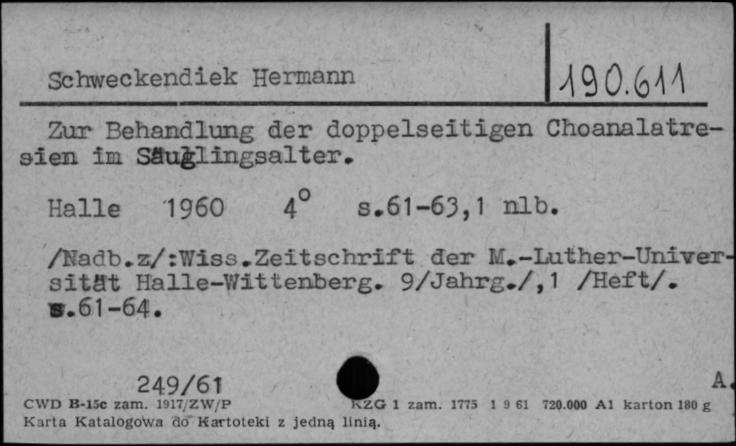 Schweckendiek Hermann
190.611
Zur Behandlung der doppelseitigen Choanalatre-
sien im Säuglingsalter.
Halle 1960 4° s.61-63,1 nlb.
/Nadb.z/:Wiss.Zeitschrift der M.-Luther-Univer-
sität Halle-Wittenberg. 9/Jahrg./,1 /Heft/.
s.61-64.
249/61
A.
CWD B-15c zam. 1917/ZW/P KZG 1 zam. 1775 1 9 61 720.000 A1 karton 180 g
Karta Katalogowa do Kartoteki z jedną linią.